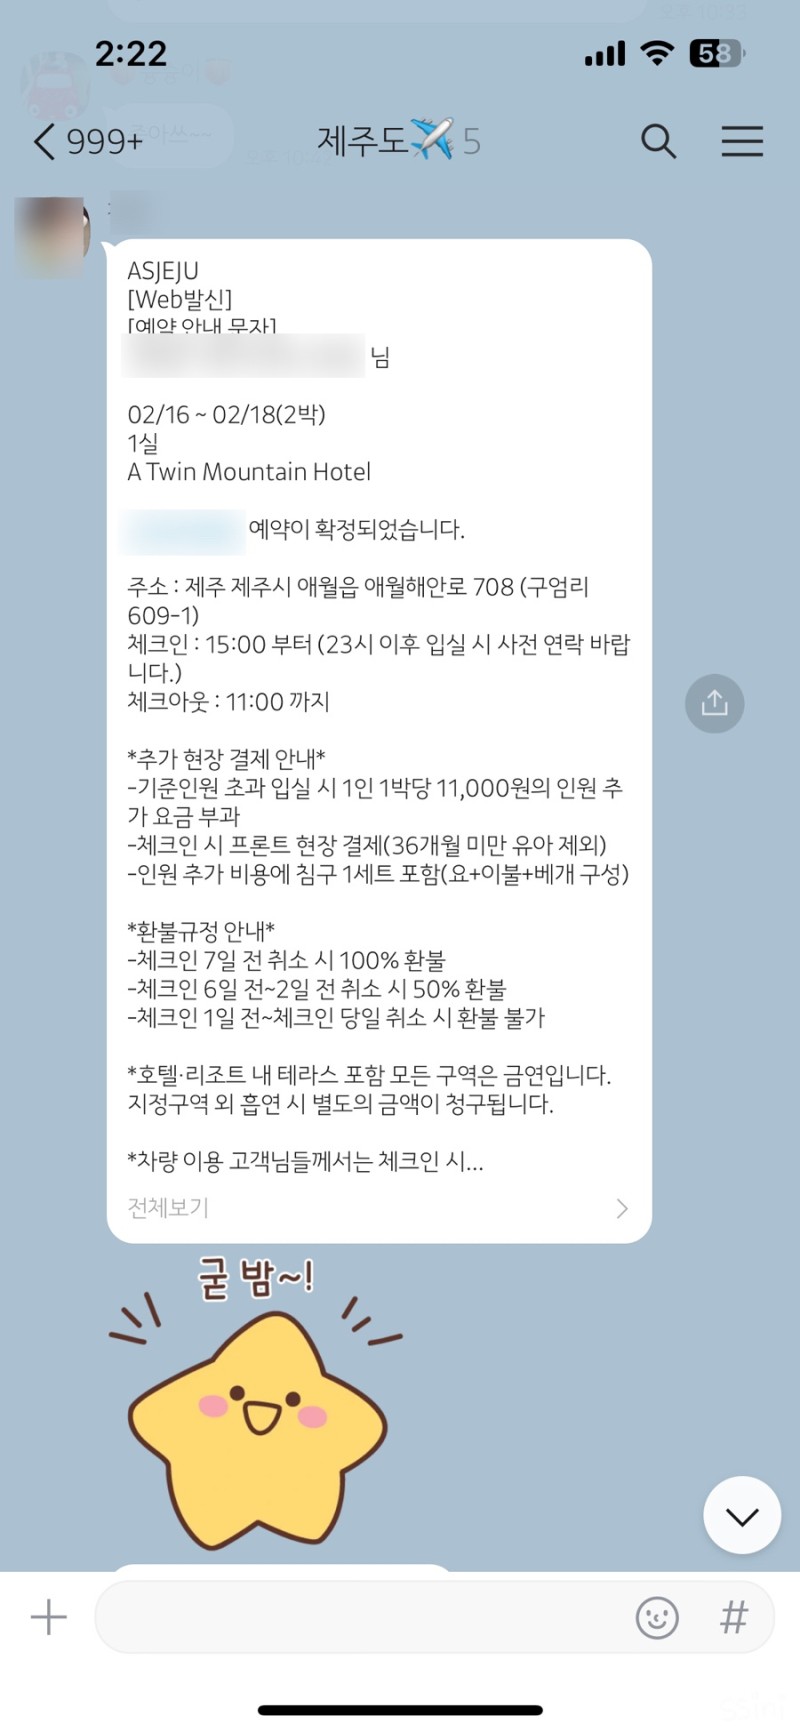 2:22
58
999+
제주도✈️ 5
ASJEJU
[Web발신]
[예약 안내 문자]
님
02/16 ~ 02/18(2박)
1실
A Twin Mountain Hotel
예약이 확정되었습니다.
주소 : 제주 제주시 애월읍 애월해안로 708 (구엄리
609-1)
체크인 : 15:00 부터 (23시 이후 입실 시 사전 연락 바랍
니다.)
체크아웃 : 11:00 까지
*추가 현장 결제 안내*
-기준인원 초과 입실 시 1인 1박당 11,000원의 인원 추
가 요금 부과
-체크인 시 프론트 현장 결제(36개월 미만 유아 제외)
-인원 추가 비용에 침구 1세트 포함(요+이불+베개 구성)
*환불규정 안내*
-체크인 7일 전 취소 시 100% 환불
-체크인 6일 전~2일 전 취소 시 50% 환불
-체크인 1일 전~체크인 당일 취소 시 환불 불가
*호텔·리조트 내 테라스 포함 모든 구역은 금연입니다.
지정구역 외 흡연 시 별도의 금액이 청구됩니다.
*차량 이용 고객님들께서는 체크인 시...
전체보기
굳 밤~!
#